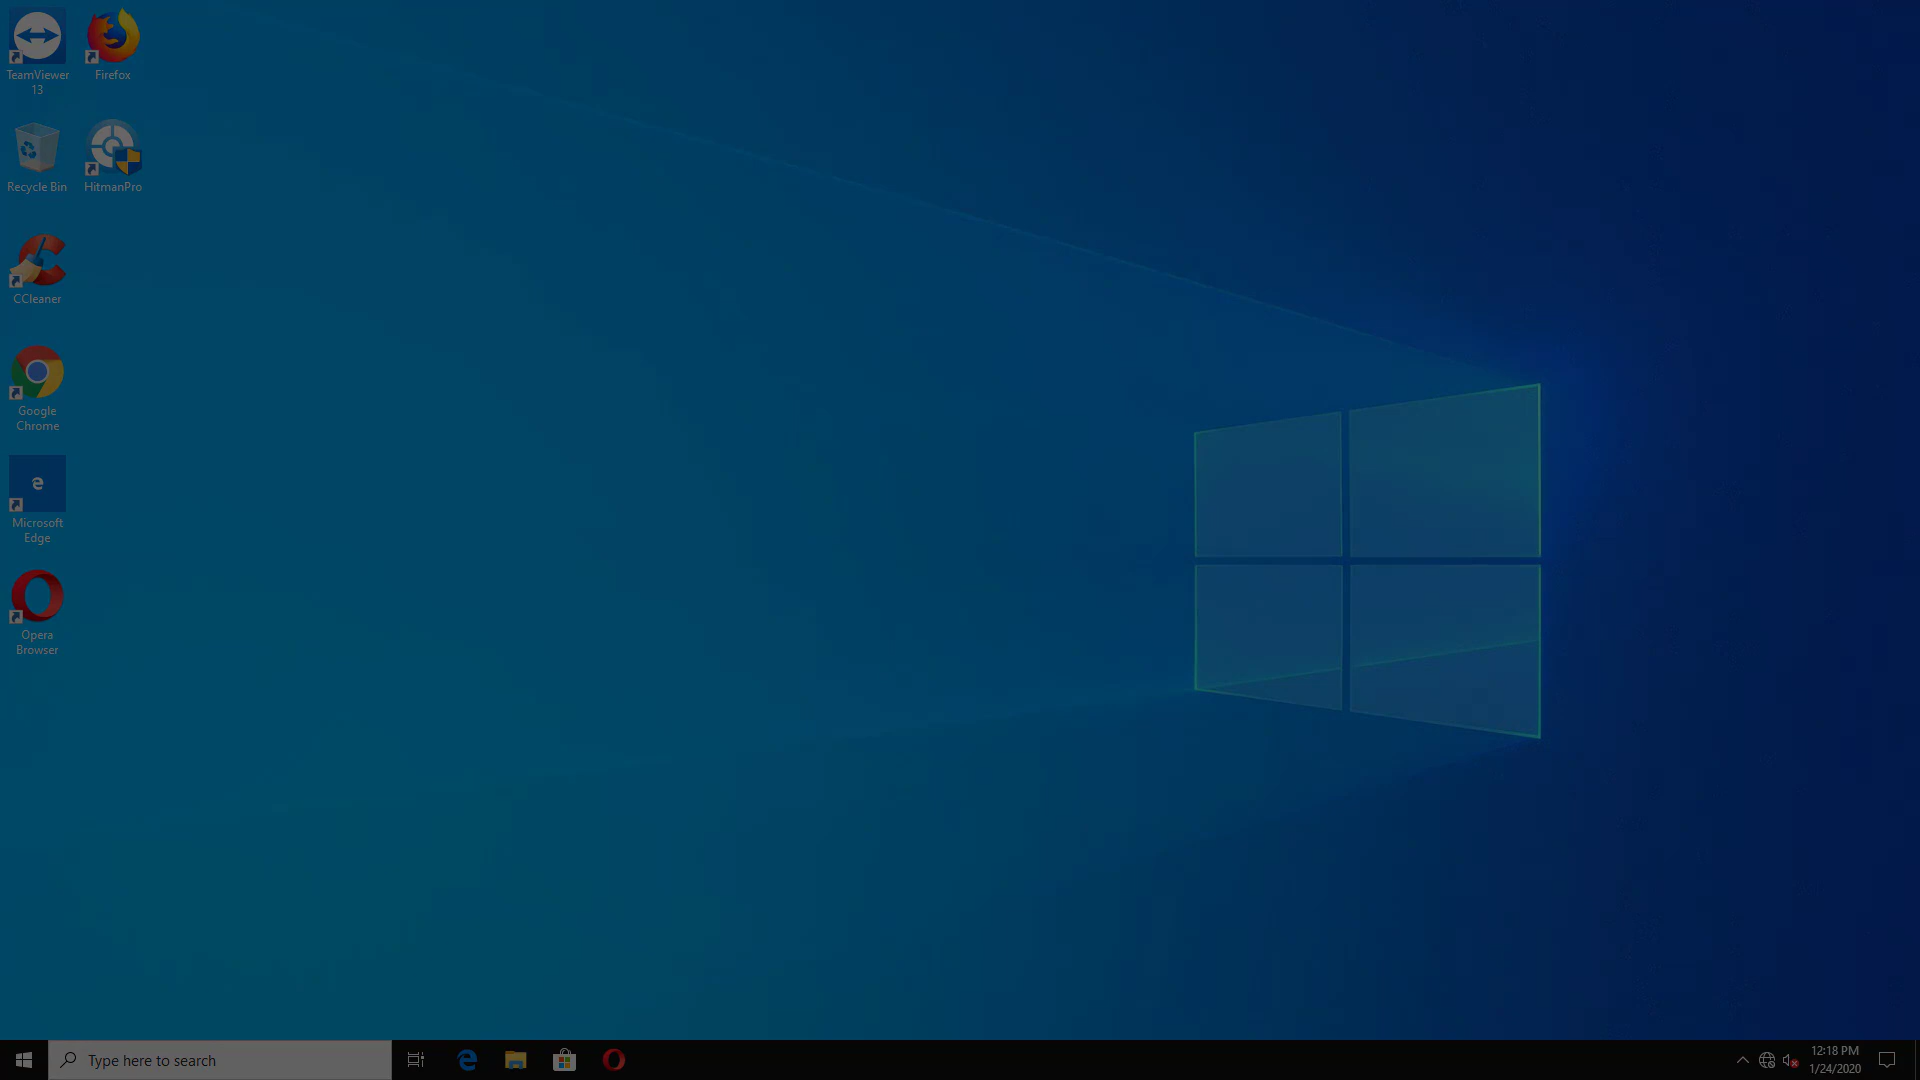 TeamViewer
13
Firefox
Recycle Bin
HitmanPro
CCleaner
Google
Chrome
Microsoft
Edge
Opera
Browser
Type here to search
12:18 PM
1/24/2020